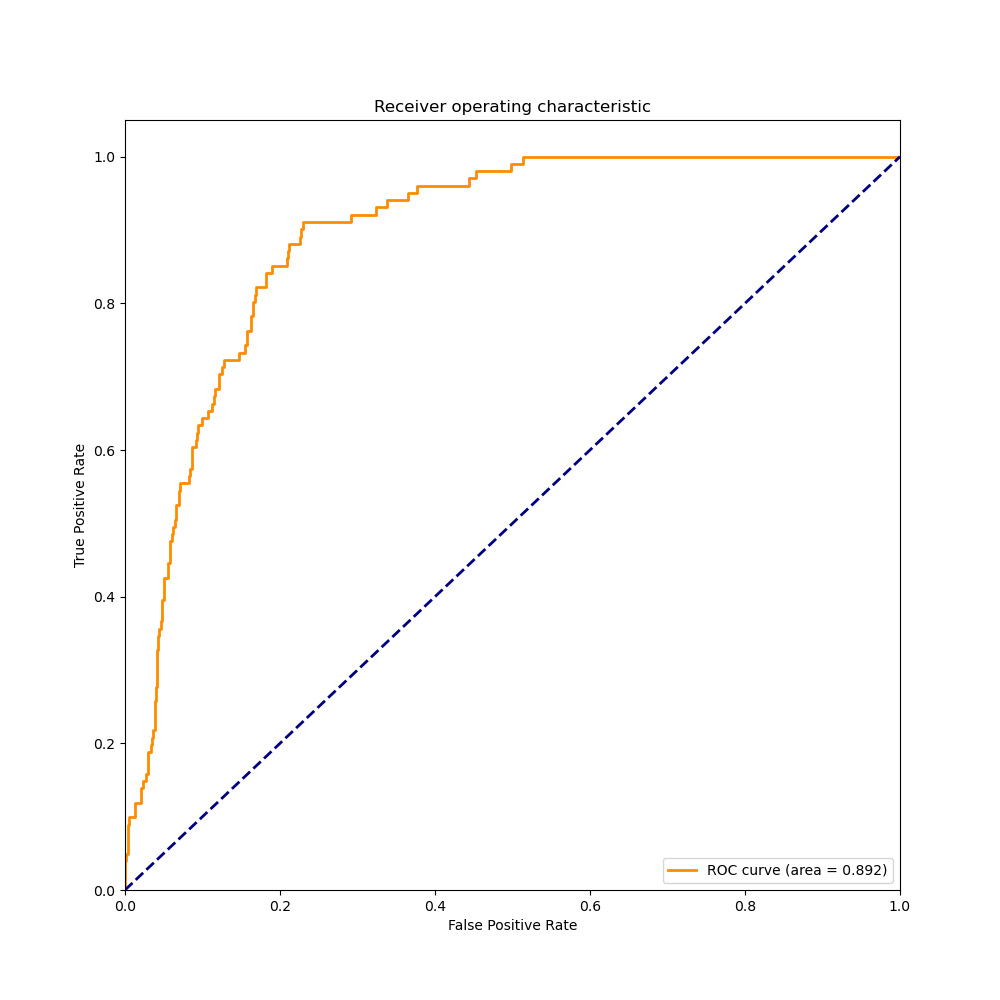 Receiver operating characteristic
1.0
0.8
0.6
0.4
0.2
0.0
True Positive Rate
ROC curve (area = 0.892)
0.0 0.2 0.4 0.6 0.8 1.0
False Positive Rate